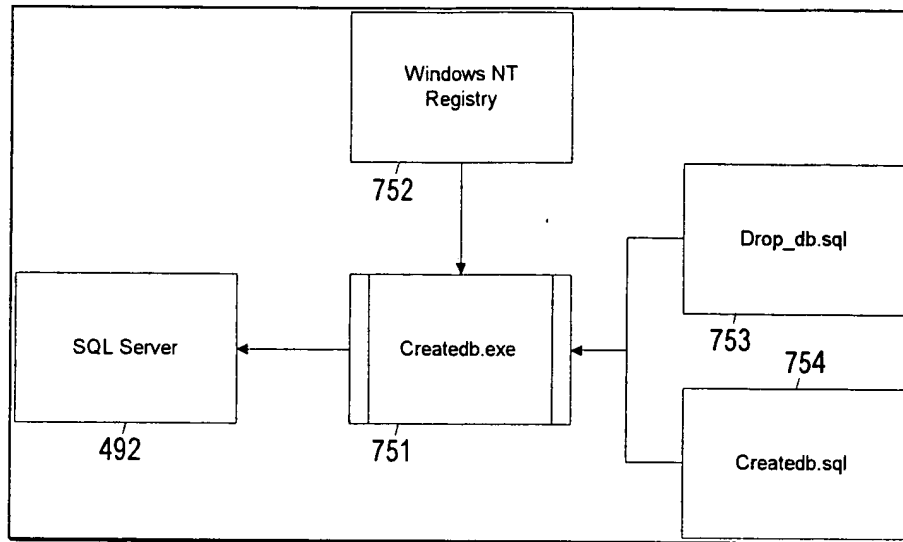 Windows NT
Registry
752
Drop_db.sql
753
SQL Server
492
Createdb.exe
751
754
Createdb.sql